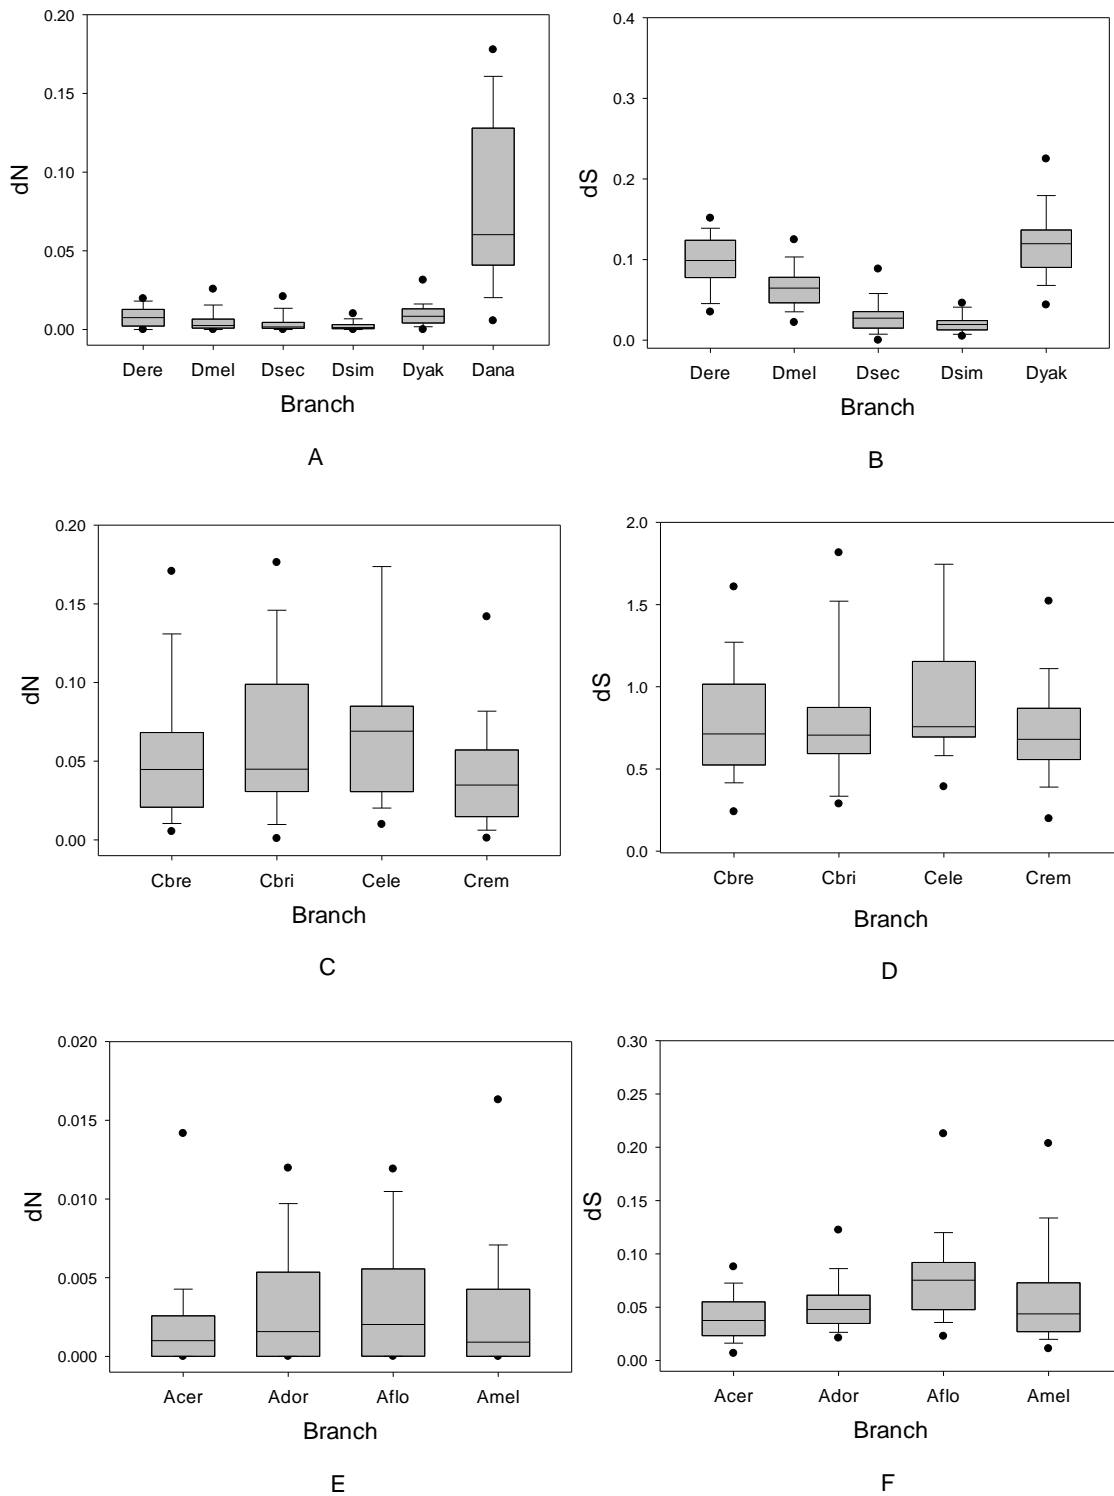 0.20
0.15
0.10
0.05
0.00
dN
Dere Dmel Dsec Dsim Dyak Dana
Branch
A
0.4
0.3
0.2
0.1
0.0
dS
Dere Dmel Dsec Dsim Dyak
Branch
B
0.20
0.15
0.10
0.05
0.00
dN
Cbre Cbri Cele Crem
Branch
C
2.0
1.5
1.0
0.5
0.0
dS
Cbre Cbri Cele Crem
Branch
D
0.020
0.015
0.010
0.005
0.000
dN
Acer Ador Aflo Amel
Branch
E
0.30
0.25
0.20
0.15
0.10
0.05
0.00
dS
Acer Ador Aflo Amel
Branch
F